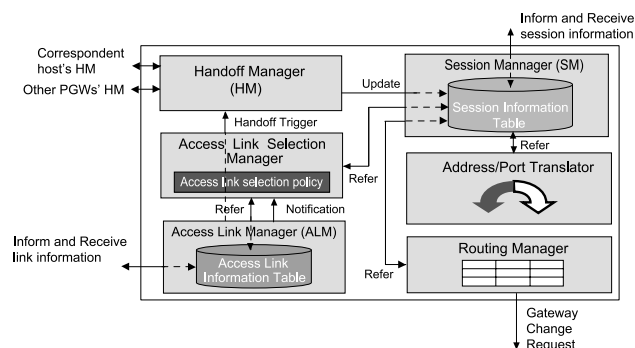 Inform and Receive
session information
Correspondent
host's HM
Other PGWs' HM
Handoff Manager
(HM)
Update
Session Mannager (SM)
Session Information
Table
Handoff Trigger
Access Link Selection
Manager
Access link selection policy
Refer
Refer
Address/Port Translator
Refer
Notification
Inform and Receive
link information
Access Link Manager (ALM)
Access Link
Information Table
Refer
Routing Manager
Gateway
Change
Request